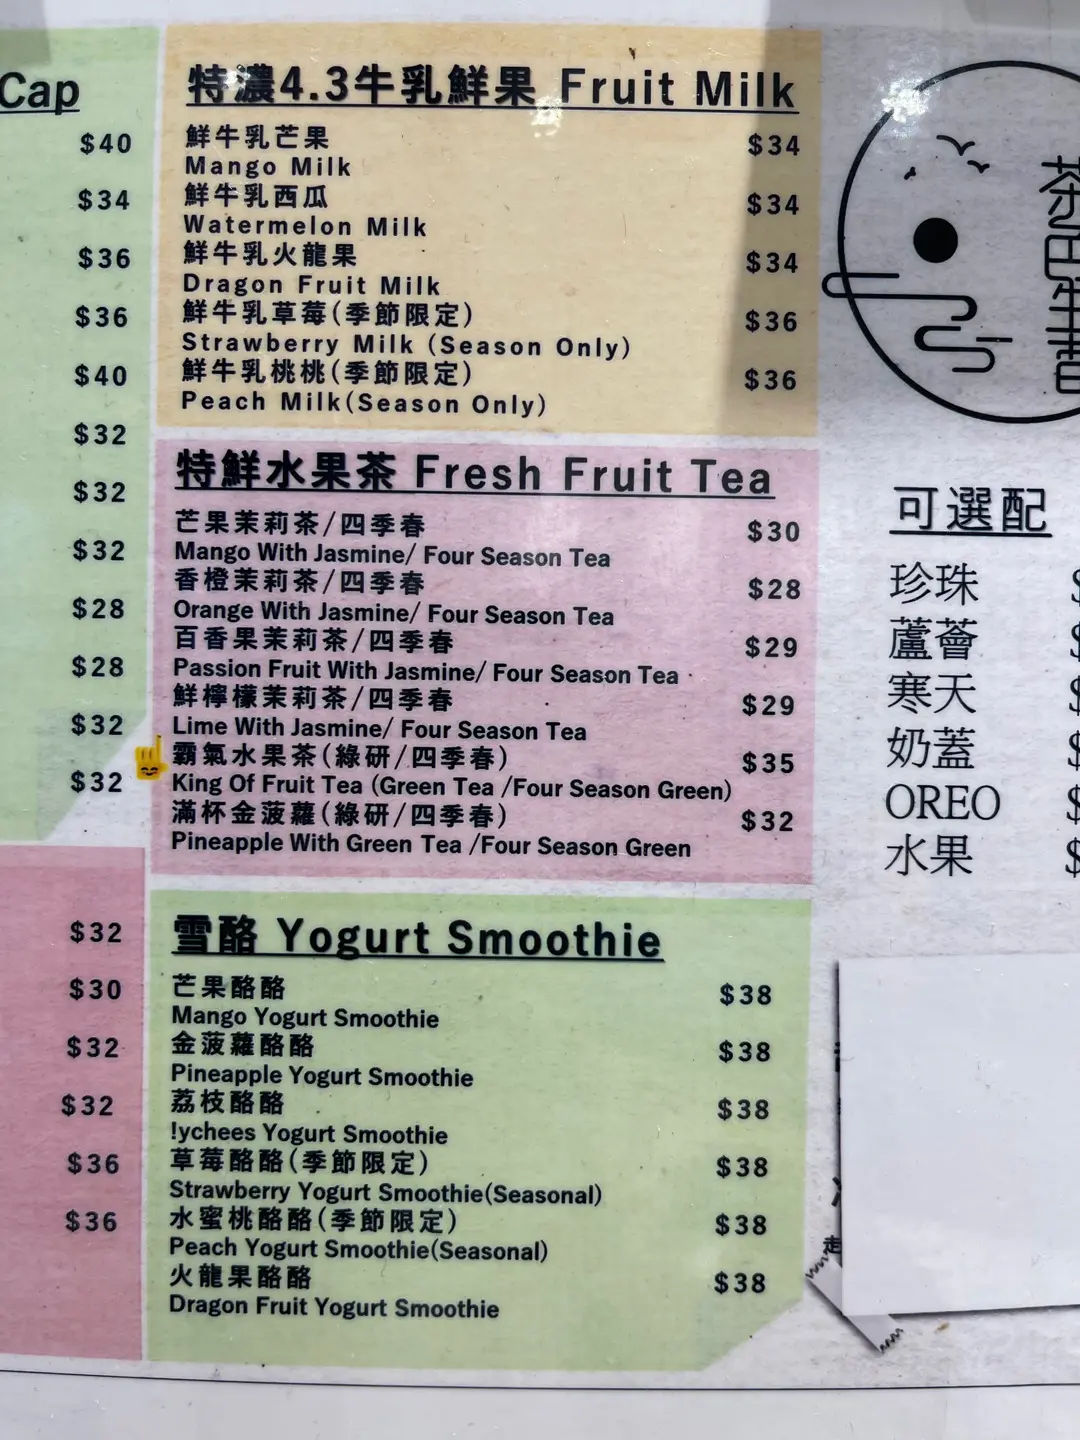 Cap
$40
$34
$36
$36
$40
$32
$32
$32
$28
$28
$32
$32
$32
$30
$32
$32
$36
$36
特濃4.3牛乳鮮果 Fruit Milk
鮮牛乳芒果 $34
Mango Milk
鮮牛乳西瓜 $34
Watermelon Milk
鮮牛乳火龍果 $34
Dragon Fruit Milk
鮮牛乳草莓(季節限定) $36
Strawberry Milk (Season Only)
鮮牛乳桃桃(季節限定) $36
Peach Milk(Season Only)
特鮮水果茶 Fresh Fruit Tea
芒果茉莉茶/四季春 $30
Mango With Jasmine/ Four Season Tea
香橙茉莉茶/四季春 $28
Orange With Jasmine/ Four Season Tea
百香果茉莉茶/四季春 $29
Passion Fruit With Jasmine/ Four Season Tea
鮮檸檬茉莉茶/四季春 $29
Lime With Jasmine/ Four Season Tea
霸氣水果茶(綠研/四季春) $35
King Of Fruit Tea (Green Tea /Four Season Green)
滿杯金菠蘿(綠研/四季春) $32
Pineapple With Green Tea /Four Season Green
雪酪 Yogurt Smoothie
芒果酪酪 $38
Mango Yogurt Smoothie
金菠蘿酪酪 $38
Pineapple Yogurt Smoothie
荔枝酪酪 $38
!ychees Yogurt Smoothie
草莓酪酪(季節限定) $38
Strawberry Yogurt Smoothie(Seasonal)
水蜜桃酪酪(季節限定) $38
Peach Yogurt Smoothie(Seasonal)
火龍果酪酪 $38
Dragon Fruit Yogurt Smoothie
茶
可選配
珍珠 $
蘆薈 $
寒天 $
奶蓋 $
OREO $
水果 $